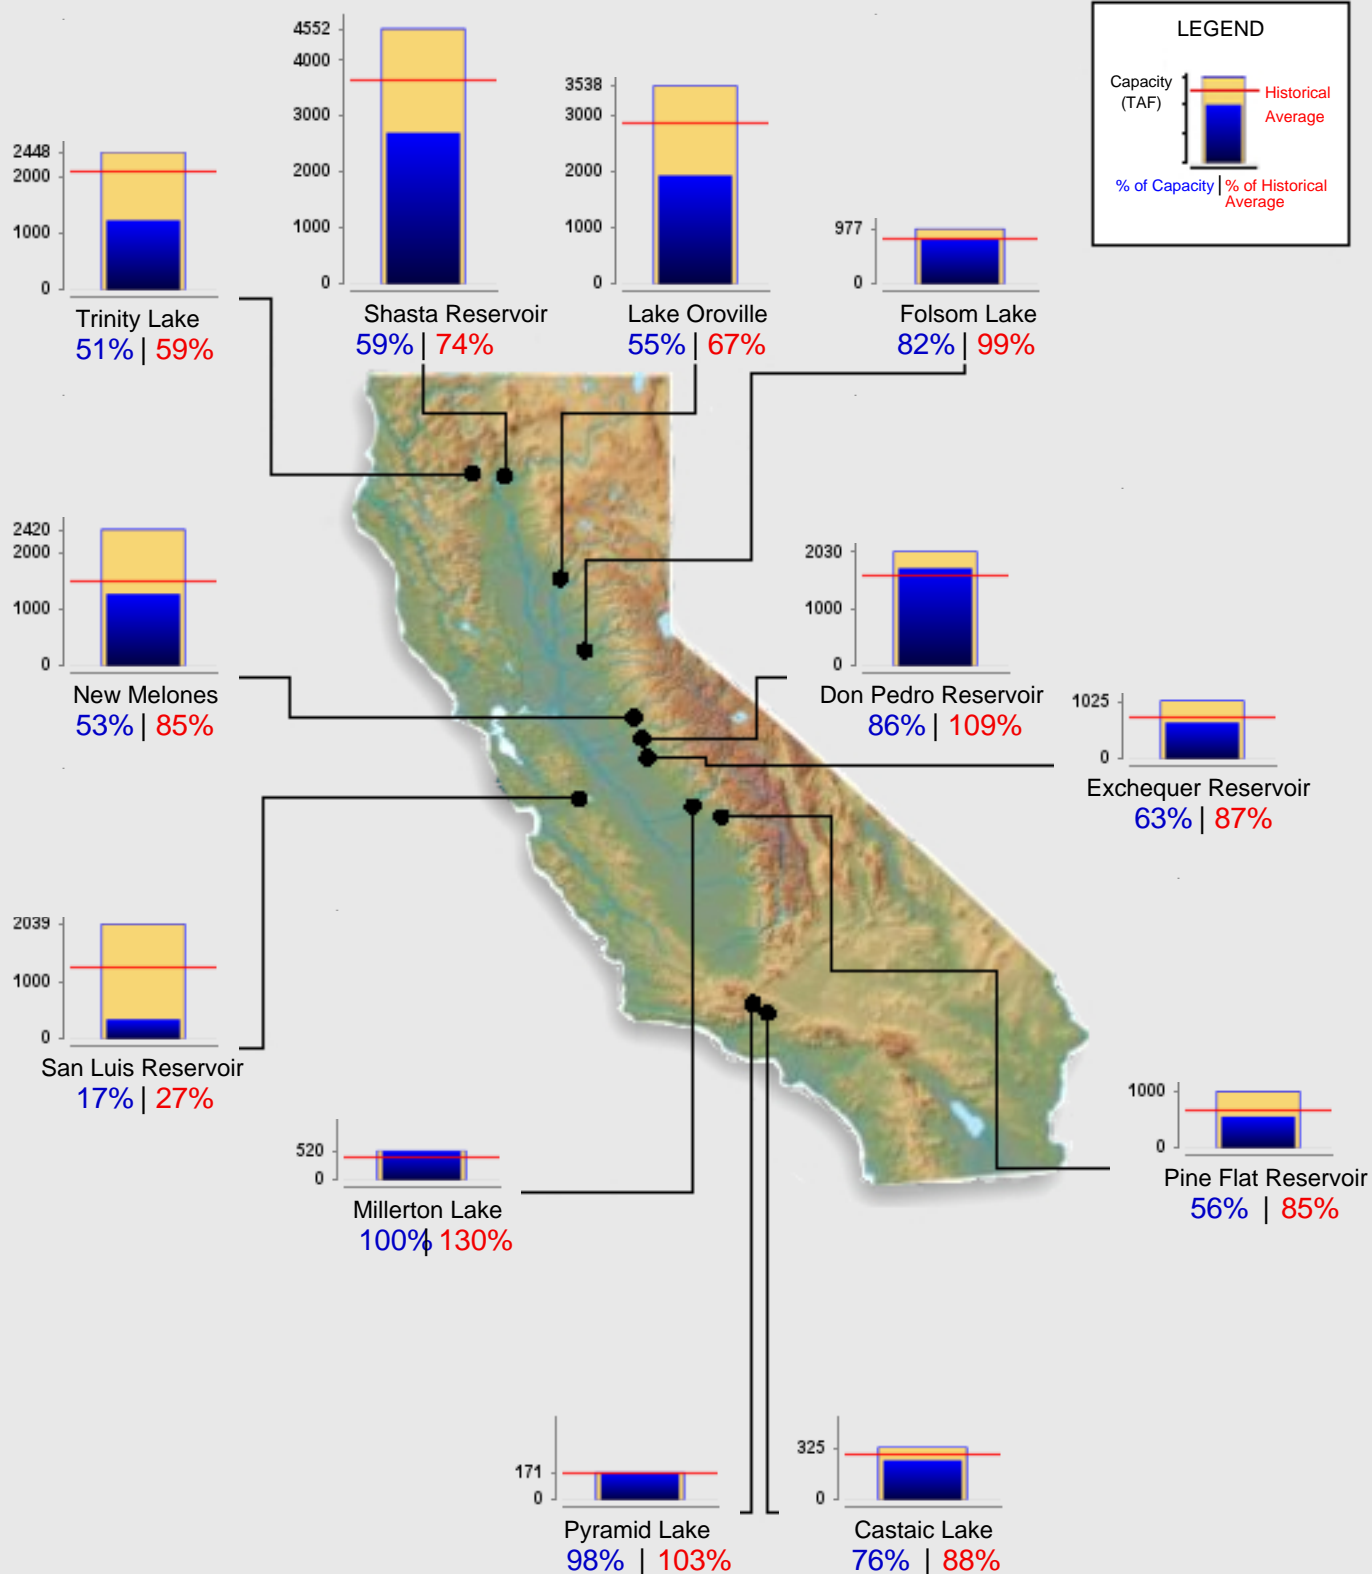 LEGEND
Capacity
(TAF)
Historical
Average
% of Capacity | % of Historical
Average
4552
4000
3000
2000
1000
0
Shasta Reservoir
59% | 74%
3538
3000
2000
1000
0
Lake Oroville
55% | 67%
2448
2000
1000
0
Trinity Lake
51% | 59%
977
0
Folsom Lake
82% | 99%
2420
2000
1000
0
New Melones
53% | 85%
2030
1000
0
Don Pedro Reservoir
86% | 109%
1025
0
Exchequer Reservoir
63% | 87%
2039
1000
0
San Luis Reservoir
17% | 27%
520
0
Millerton Lake
100% | 130%
1000
0
Pine Flat Reservoir
56% | 85%
171
0
Pyramid Lake
98% | 103%
325
0
Castaic Lake
76% | 88%